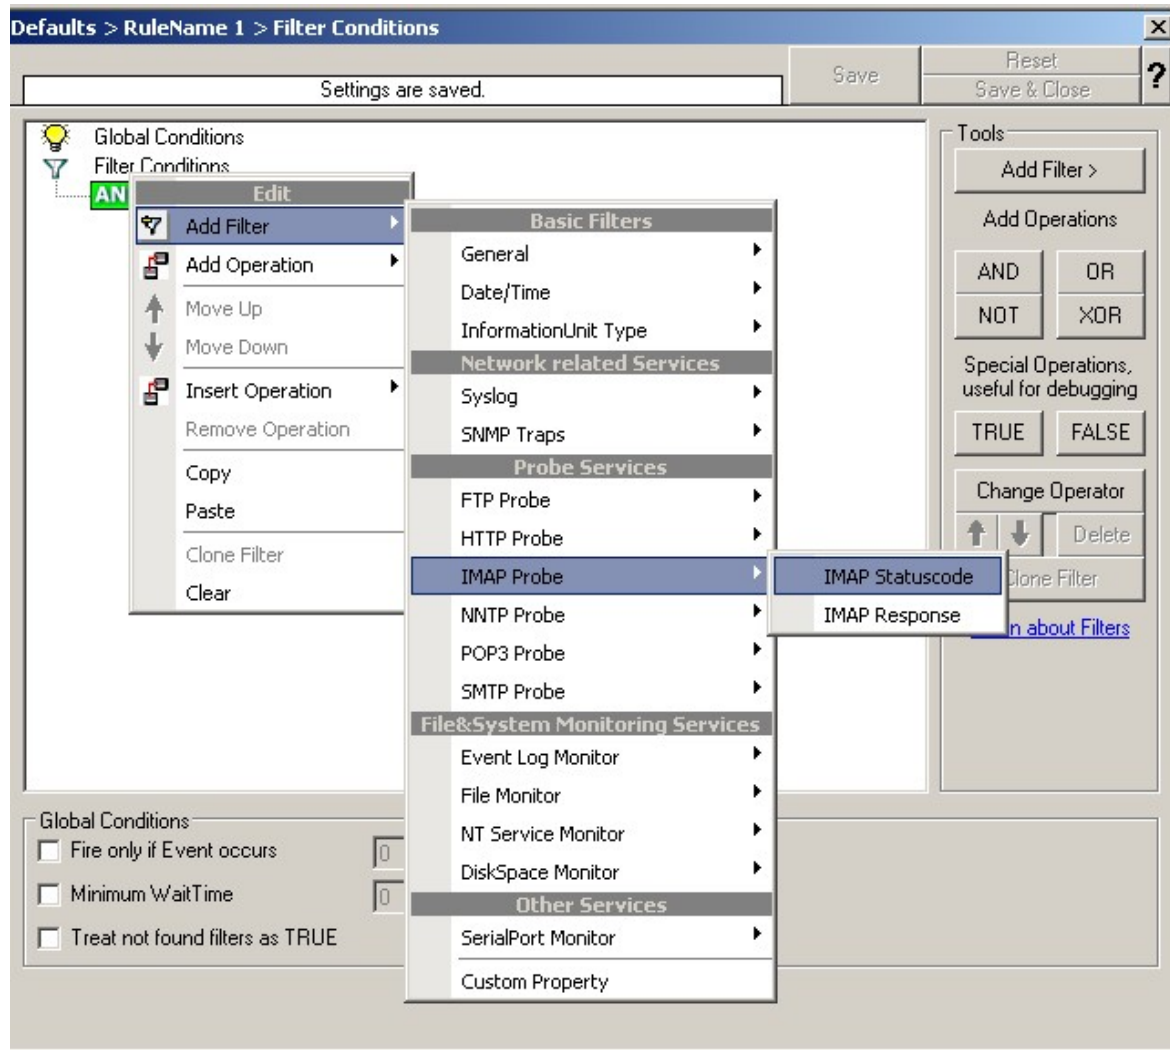 Defaults > RuleName 1 > Filter Conditions
Settings are saved.
Save
Reset
Save & Close
?
Global Conditions
Filter Conditions
AN
Edit
Add Filter
Add Operation
Move Up
Move Down
Insert Operation
Remove Operation
Copy
Paste
Clone Filter
Clear
Basic Filters
General
Date/Time
InformationUnit Type
Network related Services
Syslog
SNMP Traps
Probe Services
FTP Probe
HTTP Probe
IMAP Probe
NNTP Probe
POP3 Probe
SMTP Probe
File&System Monitoring Services
Event Log Monitor
File Monitor
NT Service Monitor
DiskSpace Monitor
Other Services
SerialPort Monitor
Custom Property
IMAP Statuscode
IMAP Response
Tools
Add Filter >
Add Operations
AND OR
NOT XOR
Special Operations,
useful for debugging
TRUE FALSE
Change Operator
Delete
Clone Filter
n about Filters
Global Conditions
Fire only if Event occurs 0
Minimum WaitTime 0
Treat not found filters as TRUE